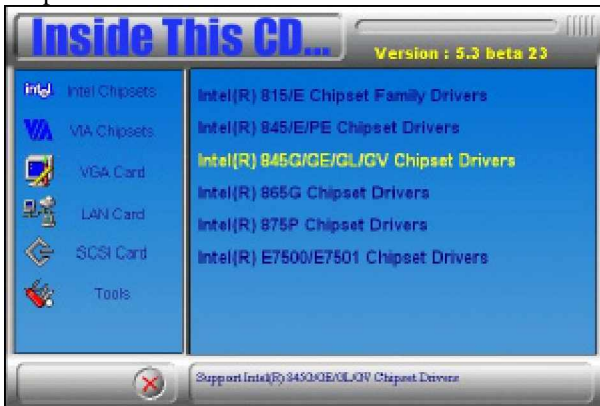 Inside This CD...
Version : 5.3 beta 23
intel Intel Chipsets
VIA VIA Chipsets
VGA Card
LAN Card
SCSI Card
Tools
Intel(R) 815/E Chipset Family Drivers
Intel(R) 845/E/PE Chipset Drivers
Intel(R) 845G/GE/GL/GV Chipset Drivers
Intel(R) 865G Chipset Drivers
Intel(R) 875P Chipset Drivers
Intel(R) E7500/E7501 Chipset Drivers
Support Intel(R) 845G/GE/GL/GV Chipset Drivers